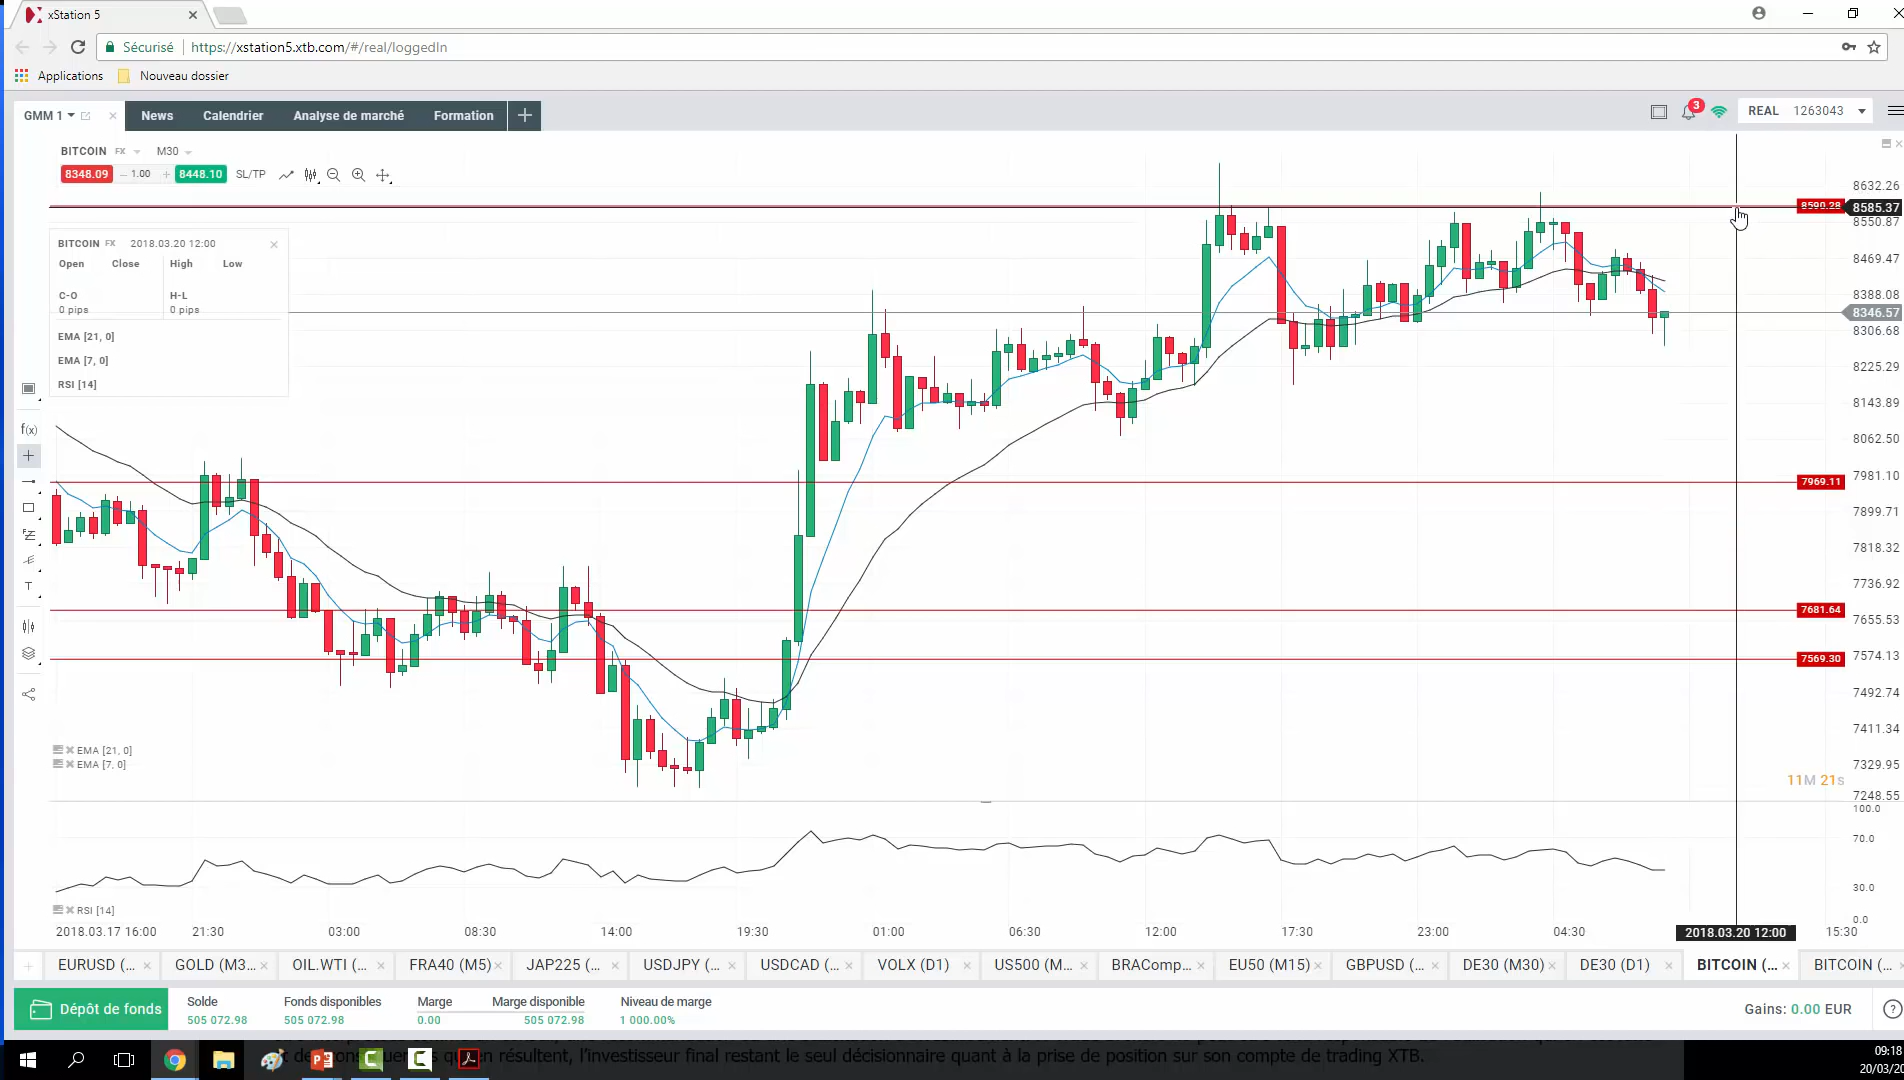 xStation 5
Sécurisé https://xstation5.xtb.com/#/real/loggedIn
Applications Nouveau dossier
GMM 1 News Calendrier Analyse de marché Formation 3 REAL 1263043
BITCOIN FX M30
8348.09 1.00 8448.10 SL/TP
8632.26
8590.28 8585.37
8550.87
8469.47
8388.08
8346.57
8306.68
8225.29
8143.89
8062.50
7981.10
7969.11
7899.71
7818.32
7736.92
7681.64
7655.53
7569.30 7574.13
7492.74
7411.34
7329.95
7248.55
BITCOIN FX 2018.03.20 12:00
Open Close High Low
C-O H-L
0 pips 0 pips
EMA [21, 0]
EMA [7, 0]
RSI [14]
f(x)
T
EMA [21, 0]
EMA [7, 0]
11M 21s
100.0
70.0
30.0
0.0
RSI [14]
2018.03.17 16:00 21:30 03:00 08:30 14:00 19:30 01:00 06:30 12:00 17:30 23:00 04:30 2018.03.20 12:00 15:30
EURUSD (... GOLD (M3... OIL.WTI (... FRA40 (M5) JAP225 (... USDJPY (... USDCAD (... VOLX (D1) US500 (M... BRAComp... EU50 (M15) GBPUSD (... DE30 (M30) DE30 (D1) BITCOIN (... BITCOIN (...
Dépôt de fonds Solde Fonds disponibles Marge Marge disponible Niveau de marge Gains: 0.00 EUR
505 072.98 505 072.98 0.00 505 072.98 1 000.00%
résultent, l'investisseur final restant le seul décisionnaire quant à la prise de position sur son compte de trading XTB.
09:18
20/03/20